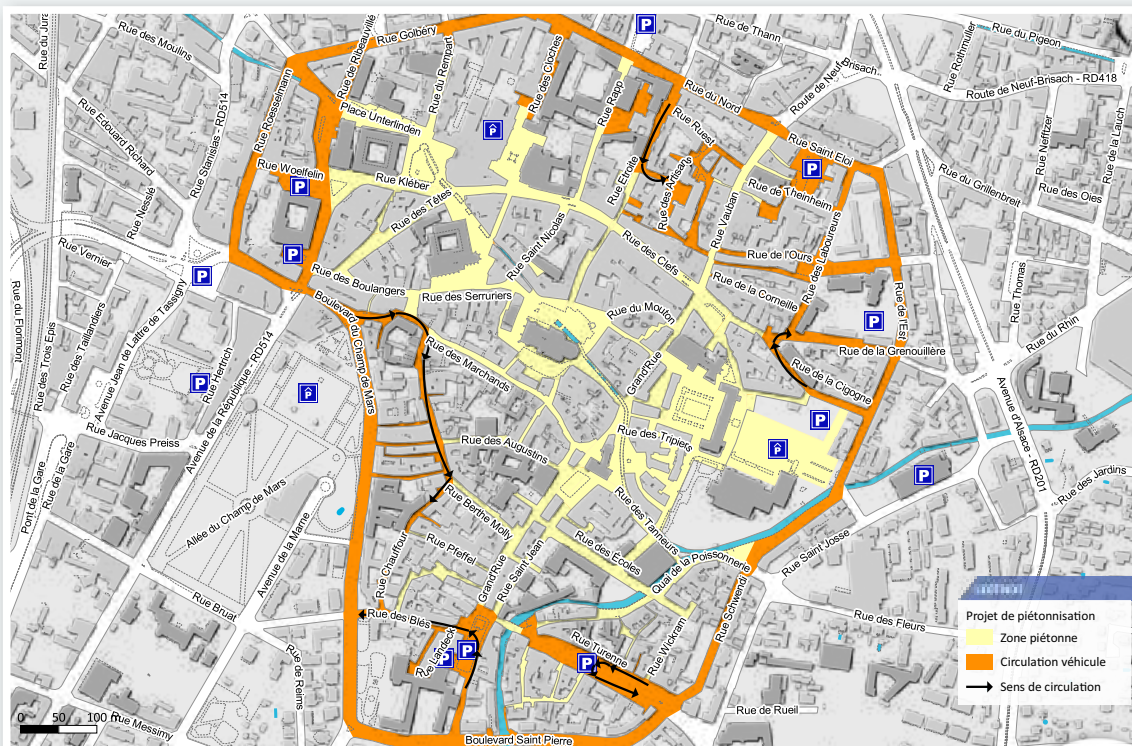 Rue du Jura
Rue des Moulins
Rue Golbéry
Rue de Ribeauvillé
Rue du Rempart
Rue des Cloches
P
Rue de Thann
Rue du Pigeon
Rue Rothmuller
Route de Neuf-Brisach - RD418
Route de Neuf-Brisach
Rue Rapp
Rue du Nord
Rue Roesselmann
Place Unterlinden
P
Rue Ruest
Rue Saint Eloi
Rue Neftzer
Rue de la Lauch
Rue Edouard Richard
Rue Stanislas - RD514
Rue Woelfelin
P
Rue Kléber
Rue Etroite
Rue des Artisans
P
Rue de Theinheim
Rue du Grillenbreit
Rue des Oies
Rue Nesslé
Rue des Têtes
Rue Saint Nicolas
Rue Vauban
Rue des Laboureurs
Rue Vernier
P
P
Rue des Clefs
Rue de l'Ours
Rue des Boulangers
Rue des Serruriers
Rue de la Corneille
Rue de l'Est
Rue Thomas
Rue du Florimont
Rue des Trois Epis
Rue des Taillandiers
Avenue Jean de Lattre de Tassigny
Boulevard du Champ de Mars
Rue du Mouton
P
Rue du Rhin
Rue des Marchands
Grand'Rue
Rue de la Grenouillère
P
Rue Hertrich
Avenue de la République - RD514
P
Rue de la Cigogne
Avenue d'Alsace - RD201
Rue Jacques Preiss
Rue des Augustins
Rue des Tripiers
P
P
P
Rue des Jardins
Pont de la Gare
Rue de la Gare
Allée du Champ de Mars
Rue Berthe Molly
Rue des Tanneurs
Avenue de la Marne
Rue Chauffour
Rue Pfeffel
Grand'Rue
Rue Saint Jean
Rue des Écoles
Quai de la Poissonnerie
Rue Saint Josse
Rue Bruat
Rue des Blés
Rue Schwendi
Rue des Fleurs
Rue Landeck
P
P
Rue Turenne
P
Rue Wickram
Rue de Reims
Rue Messimy
Rue de Rueil
Boulevard Saint Pierre
0 50 100 m
Projet de piétonnisation
Zone piétonne
Circulation véhicule
Sens de circulation